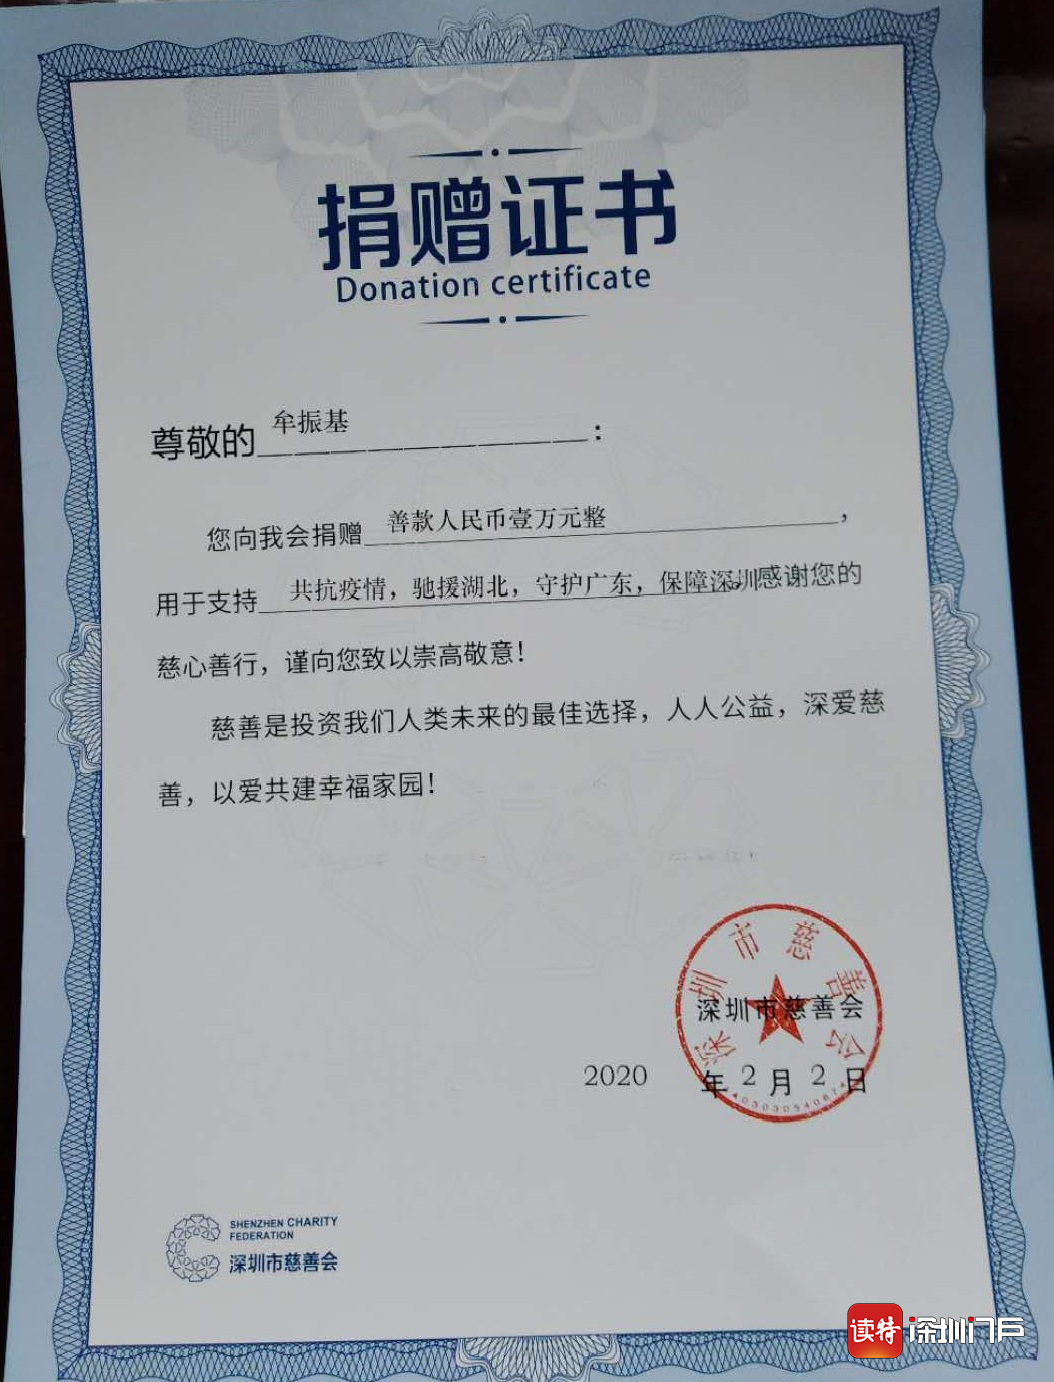 捐赠证书
Donation certificate
尊敬的 牟振基 :
您向我会捐赠 善款人民币壹万元整 ，
用于支持 共抗疫情，驰援湖北，守护广东，保障深圳。感谢您的
慈心善行，谨向您致以崇高敬意！
慈善是投资我们人类未来的最佳选择，人人公益，深爱慈
善，以爱共建幸福家园！
深圳市慈善会
深圳市慈善会
2020 年 2 月 2 日
SHENZHEN CHARITY
FEDERATION
深圳市慈善会
读特 深圳门户